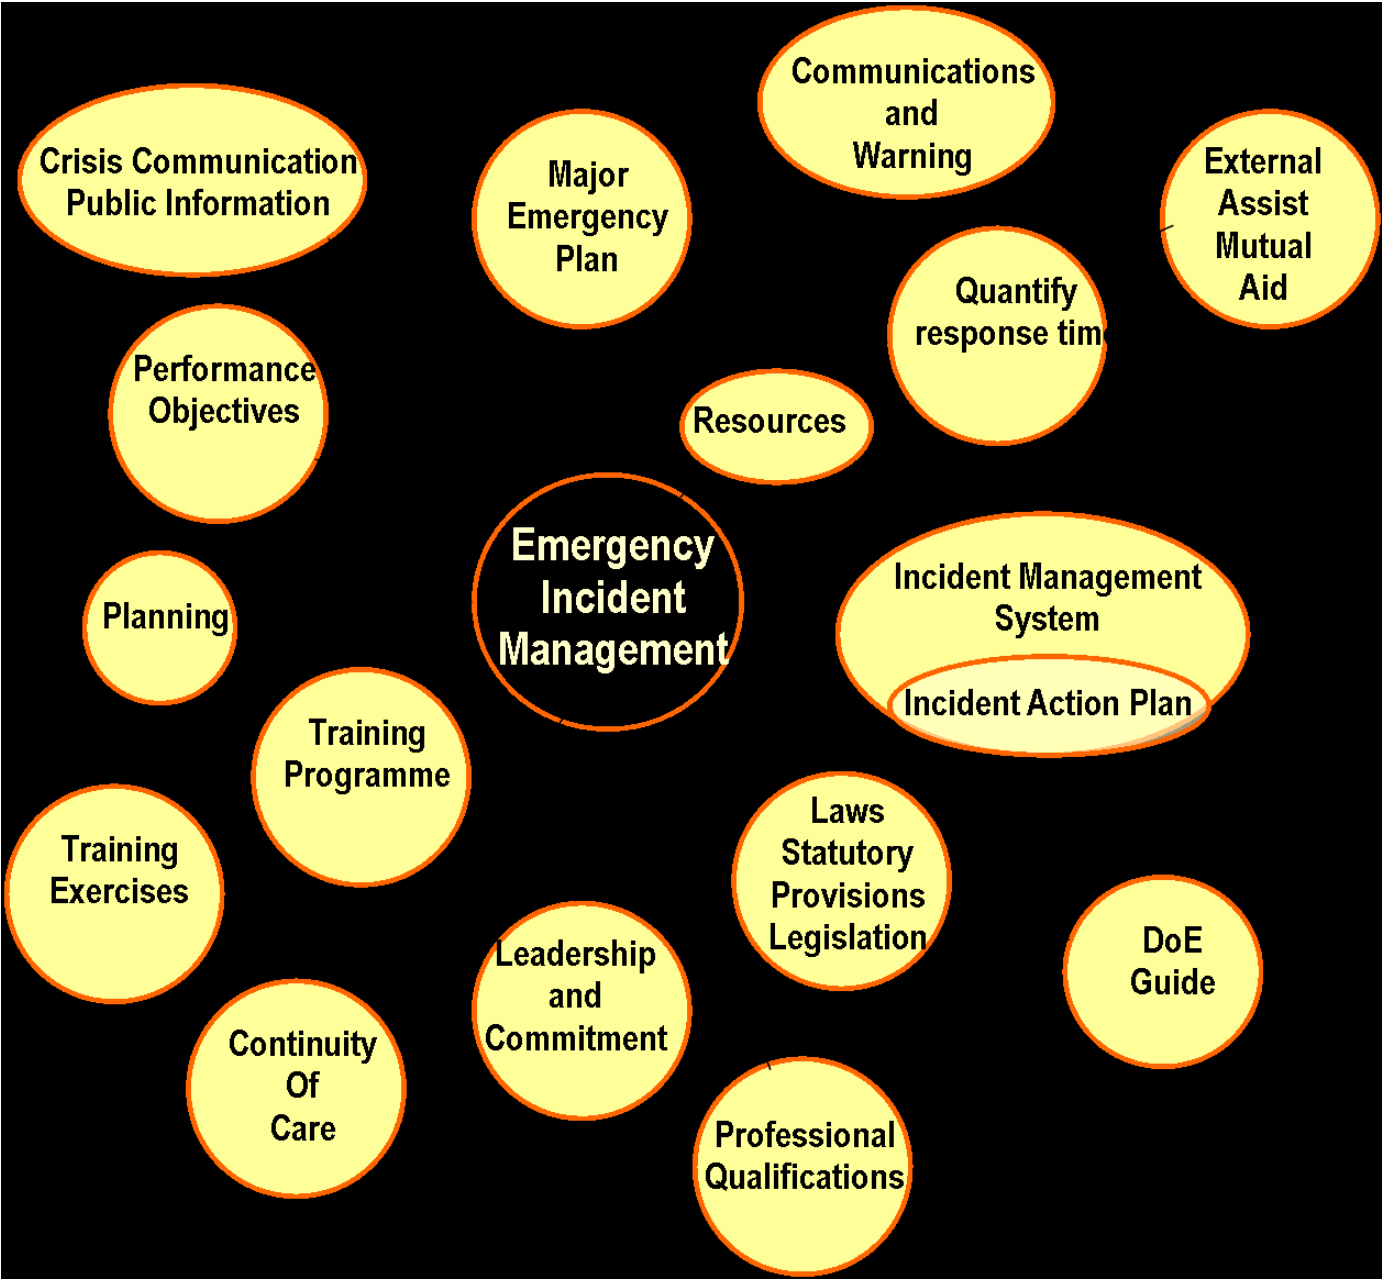 Communications
and
Warning
Crisis Communication
Public Information
Major
Emergency
Plan
External
Assist
Mutual
Aid
Quantify
response tim
Performance
Objectives
Resources
Emergency
Incident
Management
Incident Management
System
Incident Action Plan
Planning
Training
Programme
Training
Exercises
Laws
Statutory
Provisions
Legislation
Leadership
and
Commitment
DoE
Guide
Continuity
Of
Care
Professional
Qualifications